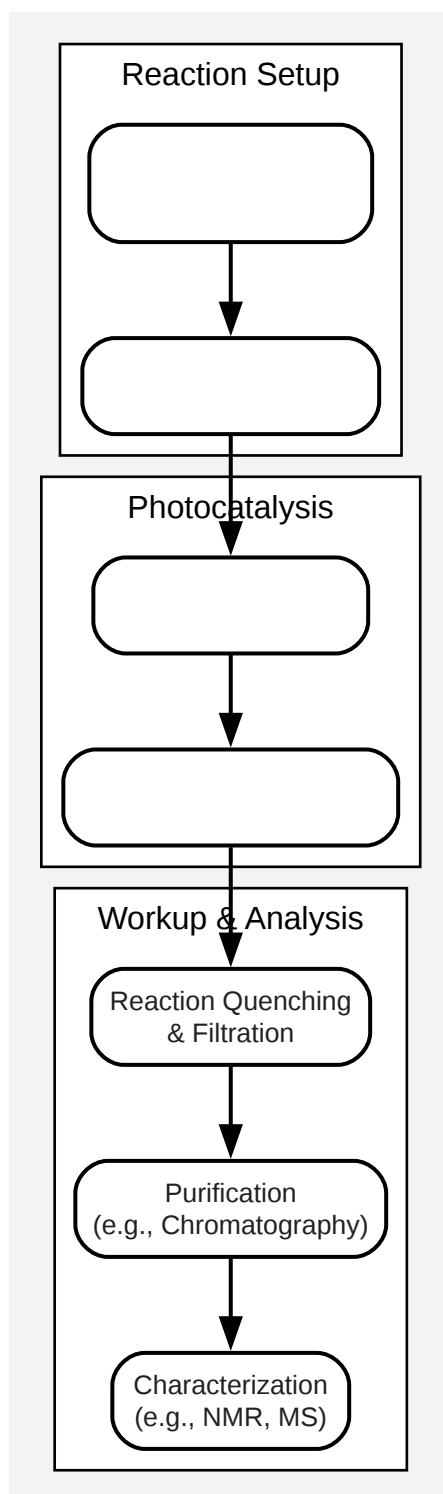 Reaction Setup
Photocatalysis
Workup & Analysis
Reaction Quenching
& Filtration
Purification
(e.g., Chromatography)
Characterization
(e.g., NMR, MS)